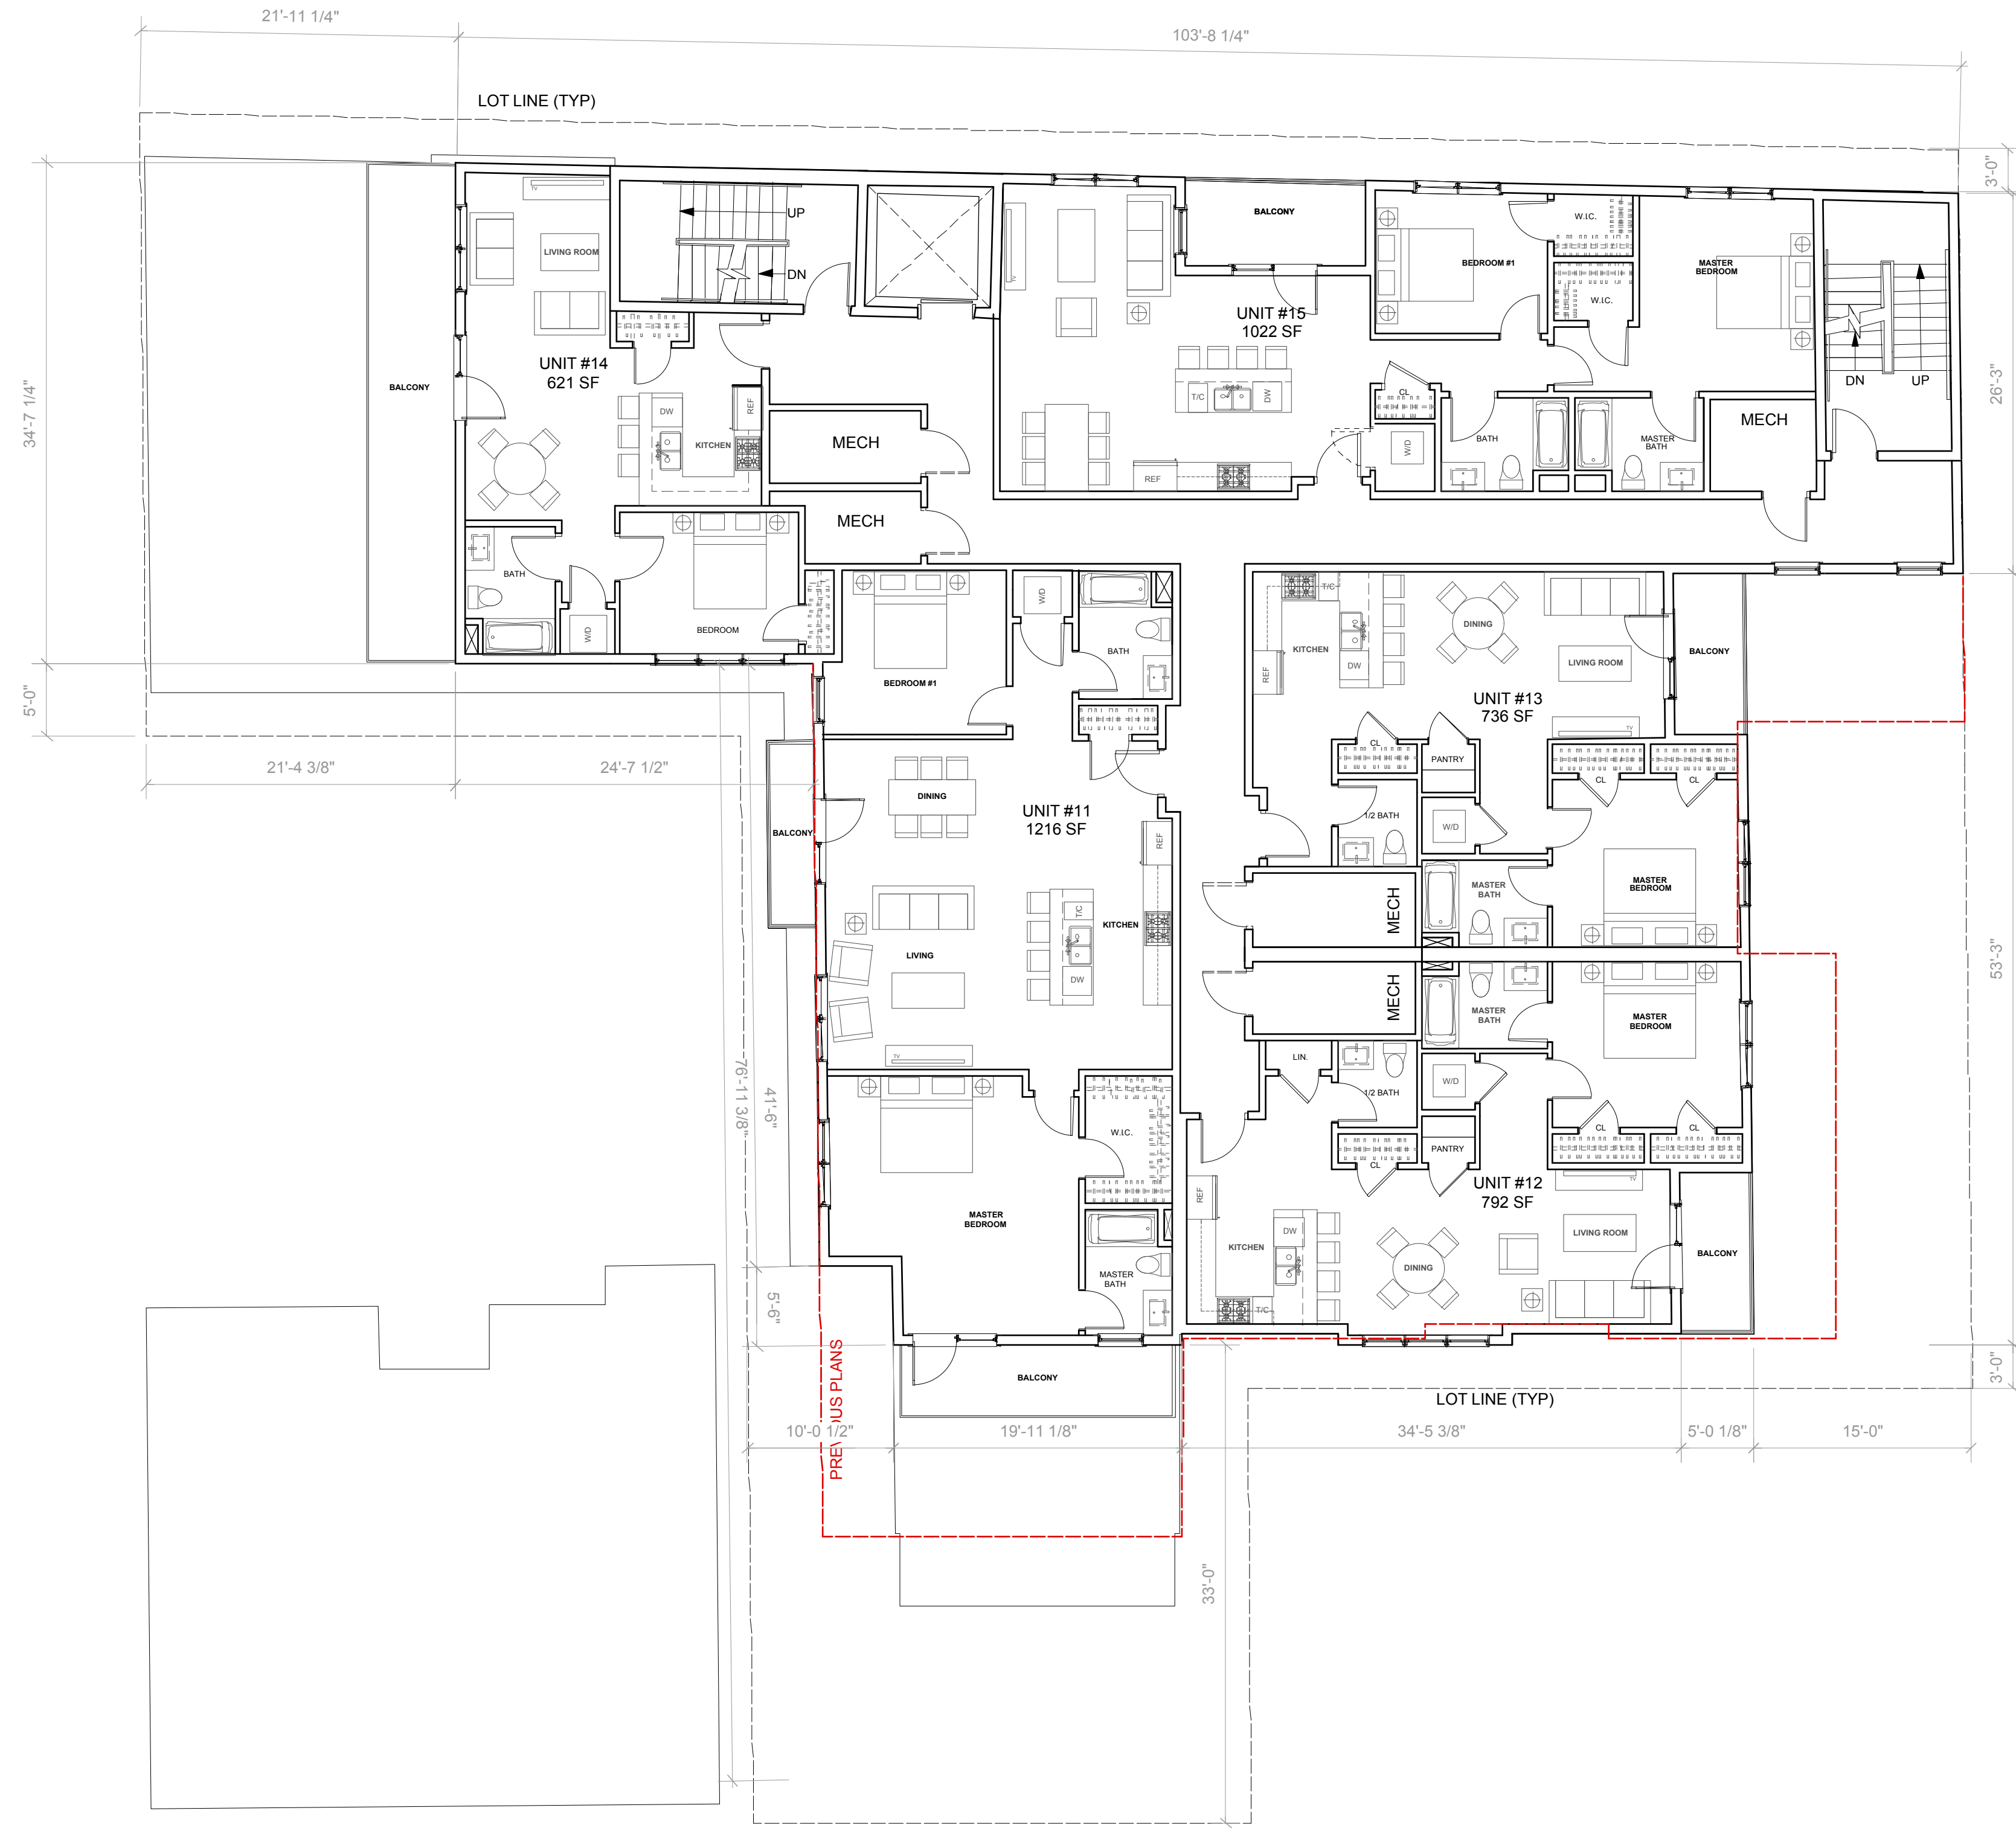 21'-11 1/4"
103'-8 1/4"
LOT LINE (TYP)
3'-0"
TV
UP
DN
LIVING ROOM
BALCONY
W.I.C.
BEDROOM #1
MASTER
BEDROOM
W.I.C.
TV
UNIT #15
1022 SF
UNIT #14
621 SF
DN
UP
BALCONY
34'-7 1/4"
26'-3"
CL
T/C
DW
DW
REF
KITCHEN
MECH
MECH
BATH
MASTER
BATH
W/D
REF
MECH
BATH
BEDROOM
W/D
W/D
T/C
DINING
KITCHEN
BATH
DW
REF
LIVING ROOM
BALCONY
BEDROOM #1
UNIT #13
736 SF
5'-0"
TV
CL
PANTRY
21'-4 3/8"
24'-7 1/2"
CL
CL
DINING
UNIT #11
1216 SF
1/2 BATH
W/D
BALCONY
REF
MASTER
BATH
MASTER
BEDROOM
T/C
MECH
KITCHEN
LIVING
DW
53'-3"
MECH
MASTER
BATH
MASTER
BEDROOM
TV
LIN.
W/D
1/2 BATH
76'-11 3/8"
41'-6"
W.I.C.
CL
CL
PANTRY
CL
UNIT #12
792 SF
TV
REF
MASTER
BEDROOM
DW
KITCHEN
LIVING ROOM
BALCONY
DINING
MASTER
BATH
T/C
5'-6"
BALCONY
PREVIOUS PLANS
LOT LINE (TYP)
3'-0"
10'-0 1/2"
19'-11 1/8"
34'-5 3/8"
5'-0 1/8"
15'-0"
33'-0"